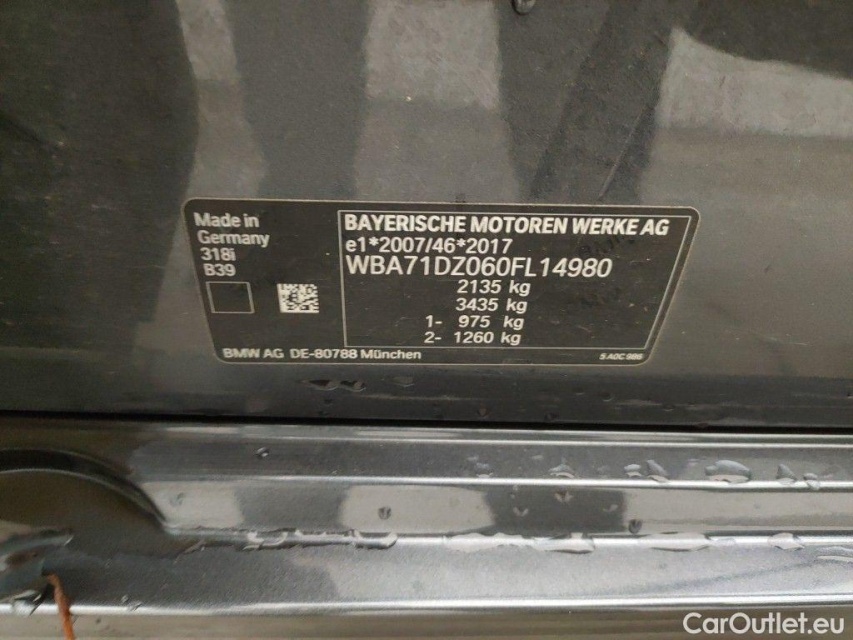 Made in
Germany
318i
B39
BAYERISCHE MOTOREN WERKE AG
e1*2007/46*2017
WBA71DZ060FL14980
2135 kg
3435 kg
1- 975 kg
2- 1260 kg
BMW AG DE-80788 München
5 A0C 986
CarOutlet.eu